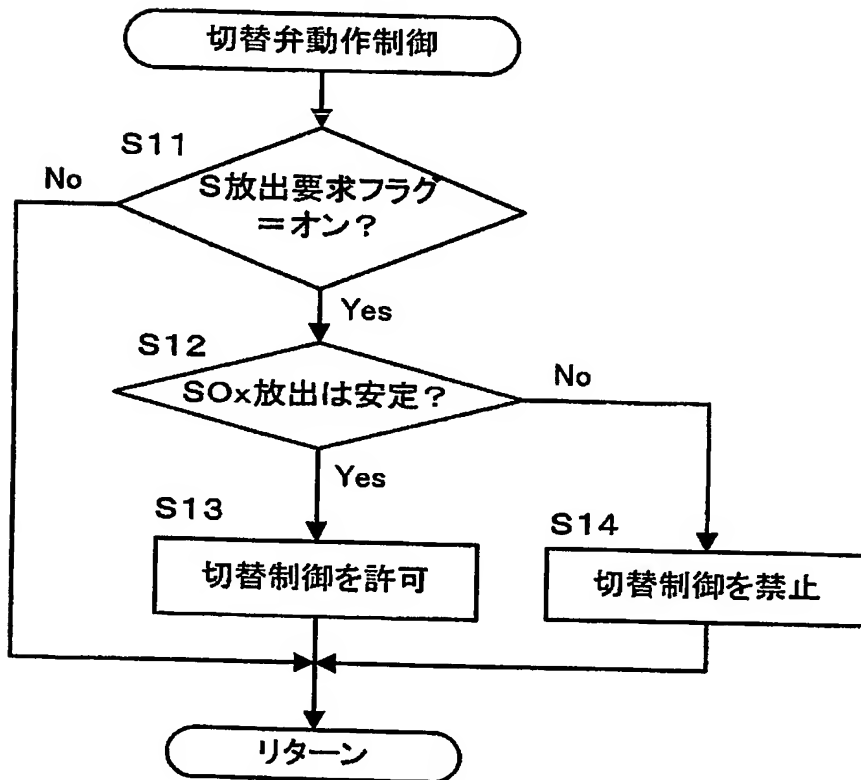 切替弁動作制御
S11
No
S放出要求フラグ
＝オン？
Yes
S12
SOx放出は安定？
No
Yes
S13
切替制御を許可
S14
切替制御を禁止
リターン